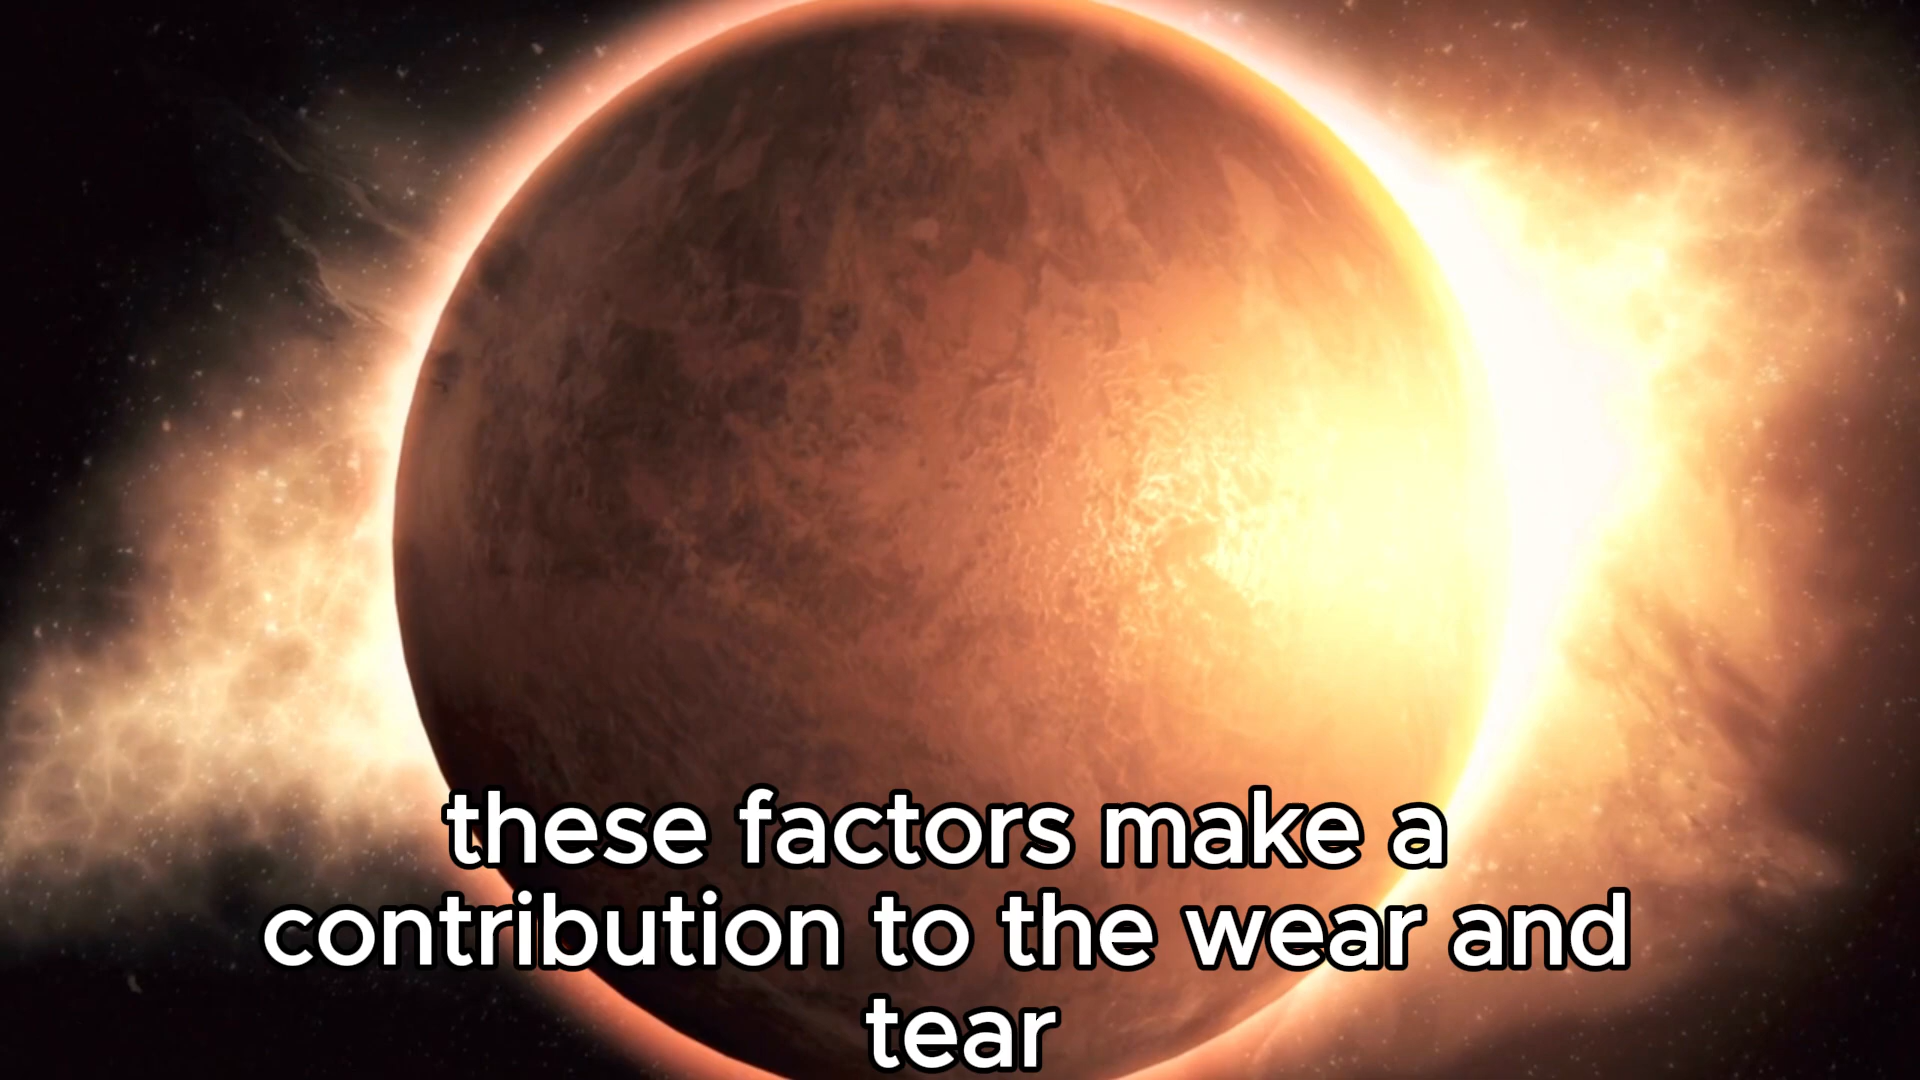 these factors make a
contribution to the wear and
tear